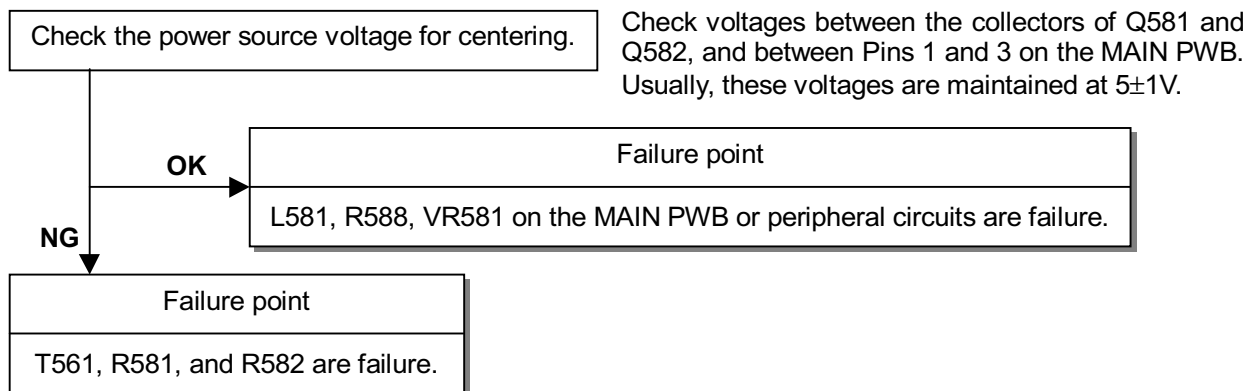 Check the power source voltage for centering.
Check voltages between the collectors of Q581 and
Q582, and between Pins 1 and 3 on the MAIN PWB.
Usually, these voltages are maintained at 5±1V.
OK
Failure point
L581, R588, VR581 on the MAIN PWB or peripheral circuits are failure.
NG
Failure point
T561, R581, and R582 are failure.